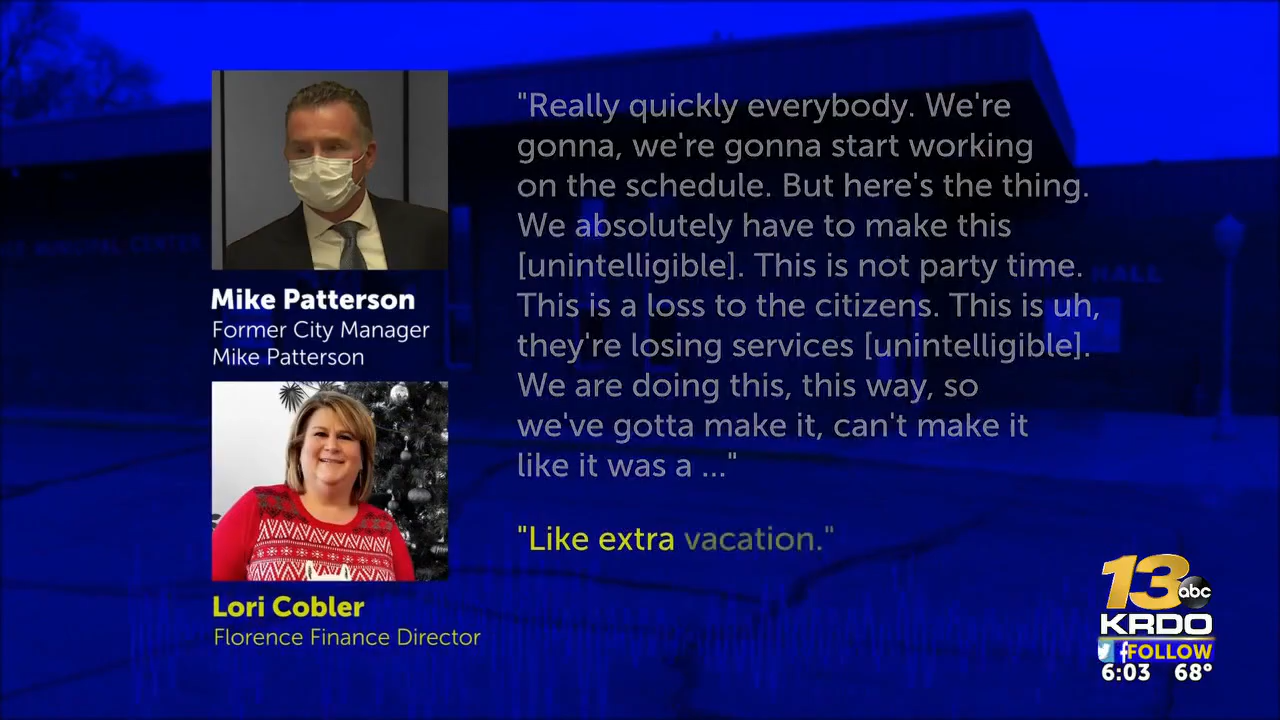 Mike Patterson
Former City Manager
Mike Patterson
Lori Cobler
Florence Finance Director
"Really quickly everybody. We're
gonna, we're gonna start working
on the schedule. But here's the thing.
We absolutely have to make this
[unintelligible]. This is not party time.
This is a loss to the citizens. This is uh,
they're losing services [unintelligible].
We are doing this, this way, so
we've gotta make it, can't make it
like it was a ..."
"Like extra vacation."
MUNICIPAL CENTER
HALL
13
abc
KRDO
FOLLOW
6:03 68°